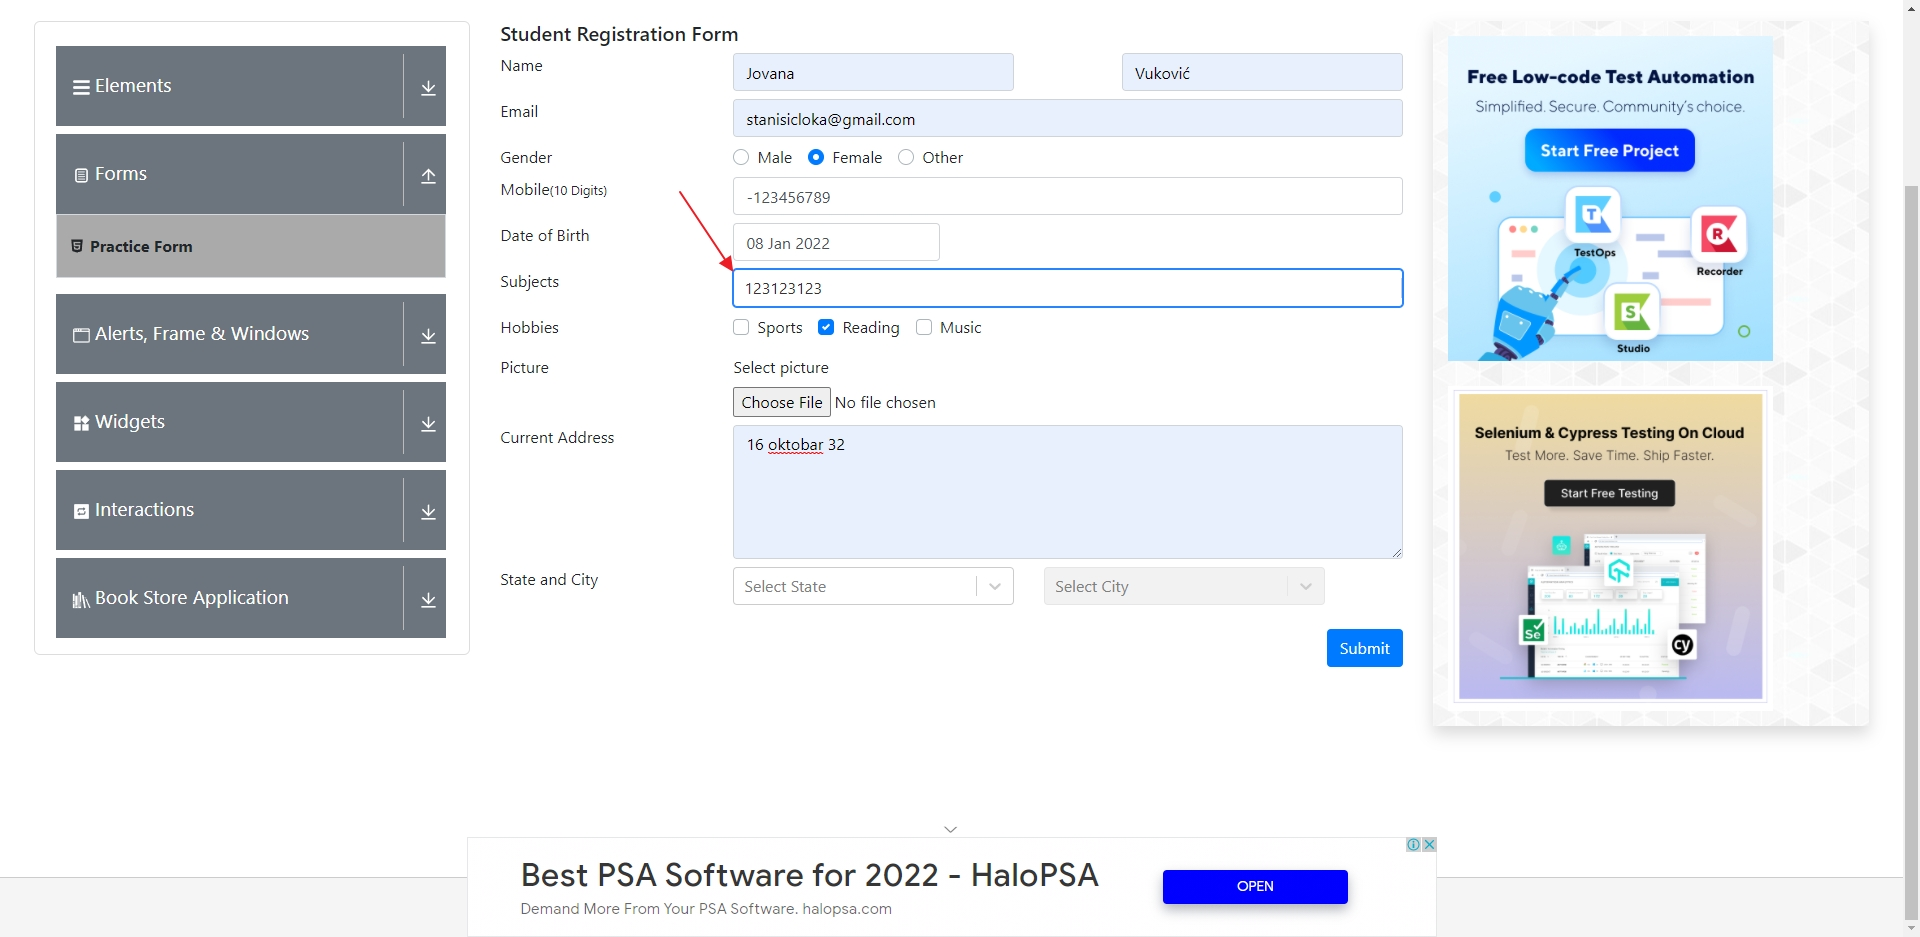 Elements
Forms
Practice Form
Alerts, Frame & Windows
Widgets
Interactions
Book Store Application
Student Registration Form
Name
Jovana
Vuković
Email
stanisicloka@gmail.com
Gender
Male
Female
Other
Mobile(10 Digits)
-123456789
Date of Birth
08 Jan 2022
Subjects
123123123
Hobbies
Sports
Reading
Music
Picture
Select picture
Choose File No file chosen
Current Address
16 oktobar 32
State and City
Select State
Select City
Submit
Free Low-code Test Automation
Simplified. Secure. Community's choice.
Start Free Project
T
TestOps
R
Recorder
S
Studio
Selenium & Cypress Testing On Cloud
Test More. Save Time. Ship Faster.
Start Free Testing
Se
cy
Best PSA Software for 2022 - HaloPSA
Demand More From Your PSA Software. halopsa.com
OPEN